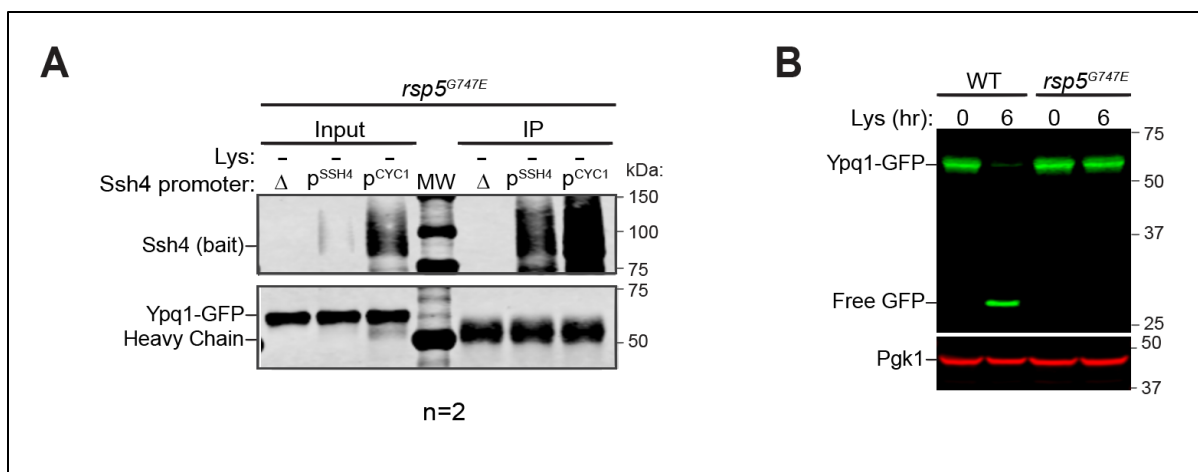 A
rsp5G747E
Input IP
Lys: - - - - - -
Ssh4 promoter: Δ pSSH4 pCYC1 MW Δ pSSH4 pCYC1 kDa:
150
Ssh4 (bait) 100
75
75
Ypq1-GFP
Heavy Chain 50
n=2
B
WT rsp5G747E
Lys (hr): 0 6 0 6
75
Ypq1-GFP
50
37
Free GFP
25
50
Pgk1
37